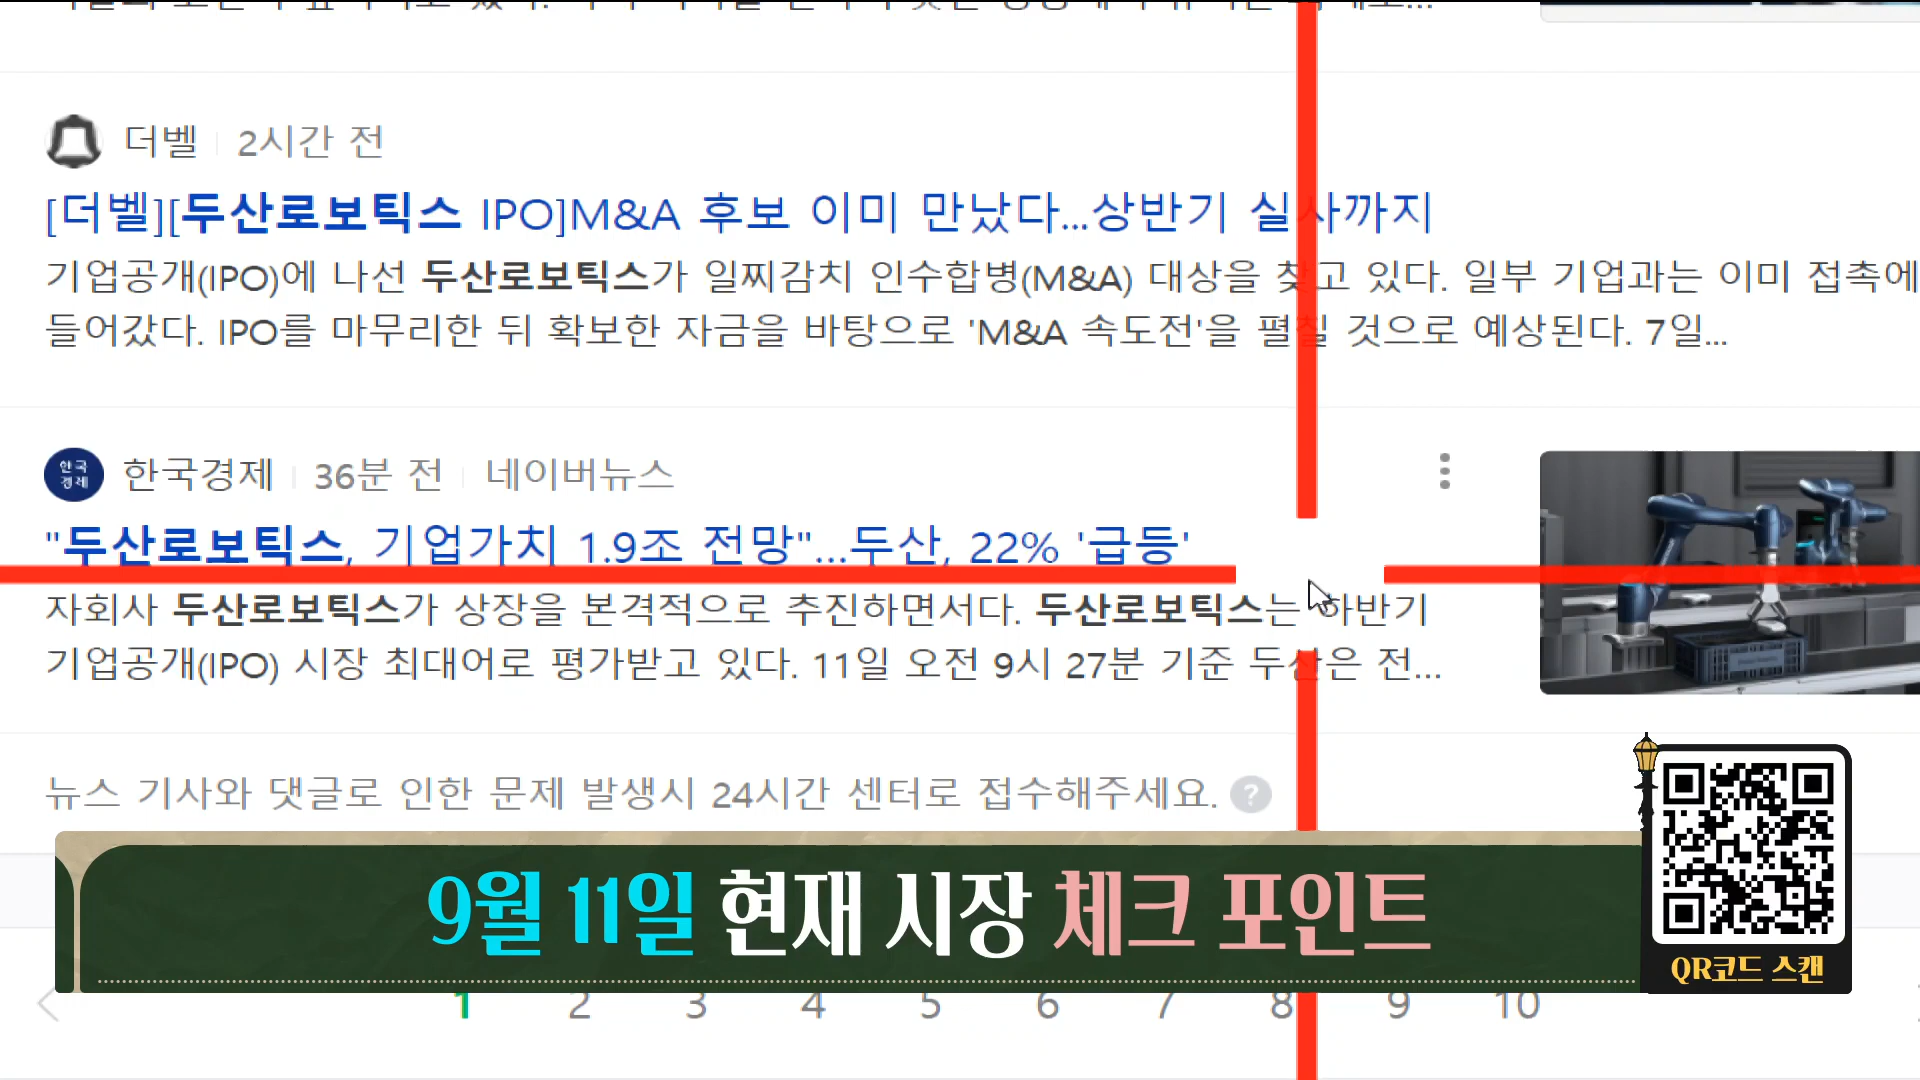 더벨 2시간 전
[더벨][두산로보틱스 IPO]M&A 후보 이미 만났다...상반기 실사까지
기업공개(IPO)에 나선 두산로보틱스가 일찌감치 인수합병(M&A) 대상을 찾고 있다. 일부 기업과는 이미 접촉에
들어갔다. IPO를 마무리한 뒤 확보한 자금을 바탕으로 'M&A 속도전'을 펼칠 것으로 예상된다. 7일...
한국경제
한국경제 36분 전 네이버뉴스
"두산로보틱스, 기업가치 1.9조 전망"...두산, 22% '급등'
자회사 두산로보틱스가 상장을 본격적으로 추진하면서다. 두산로보틱스는 하반기
기업공개(IPO) 시장 최대어로 평가받고 있다. 11일 오전 9시 27분 기준 두산은 전...
뉴스 기사와 댓글로 인한 문제 발생시 24시간 센터로 접수해주세요. ?
9월 11일 현재 시장 체크 포인트
QR코드 스캔
1 2 3 4 5 6 7 8 9 10